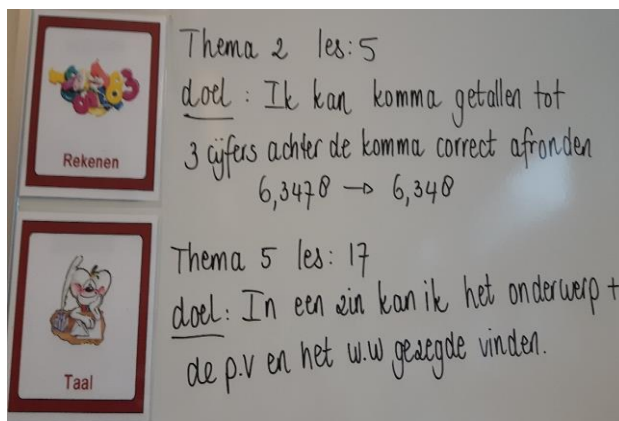 Thema 2 les: 5
doel : Ik kan komma getallen tot
3 cijfers achter de komma correct afronden
6,3478 → 6,348
Rekenen
Thema 5 les: 17
doel: In een zin kan ik het onderwerp +
de p.v en het w.w gezegde vinden.
Taal